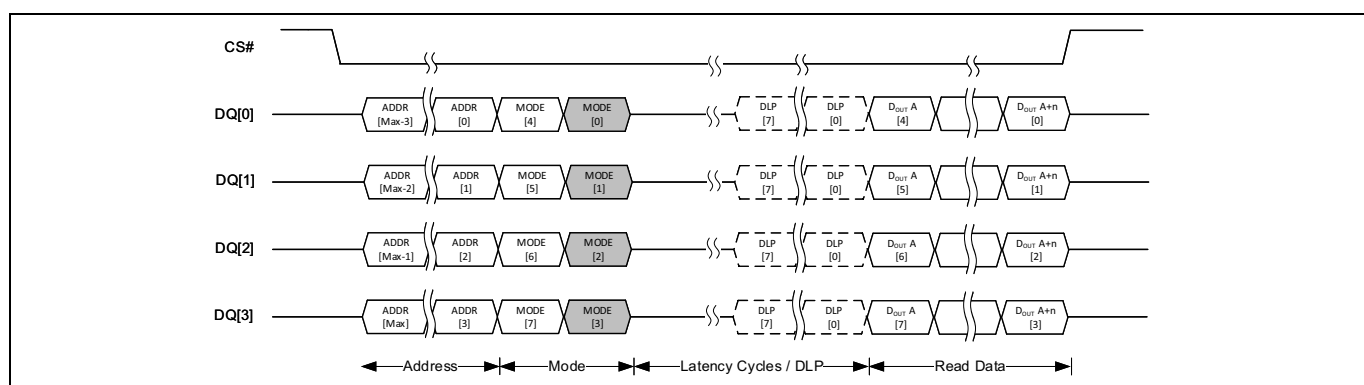 CS#
DQ[0] ADDR [Max-3] ADDR [0] MODE [4] MODE [0] DLP [7] DLP [0] DOUT A [4] DOUT A+n [0]
DQ[1] ADDR [Max-2] ADDR [1] MODE [5] MODE [1] DLP [7] DLP [0] DOUT A [5] DOUT A+n [1]
DQ[2] ADDR [Max-1] ADDR [2] MODE [6] MODE [2] DLP [7] DLP [0] DOUT A [6] DOUT A+n [2]
DQ[3] ADDR [Max] ADDR [3] MODE [7] MODE [3] DLP [7] DLP [0] DOUT A [7] DOUT A+n [3]
Address Mode Latency Cycles / DLP Read Data